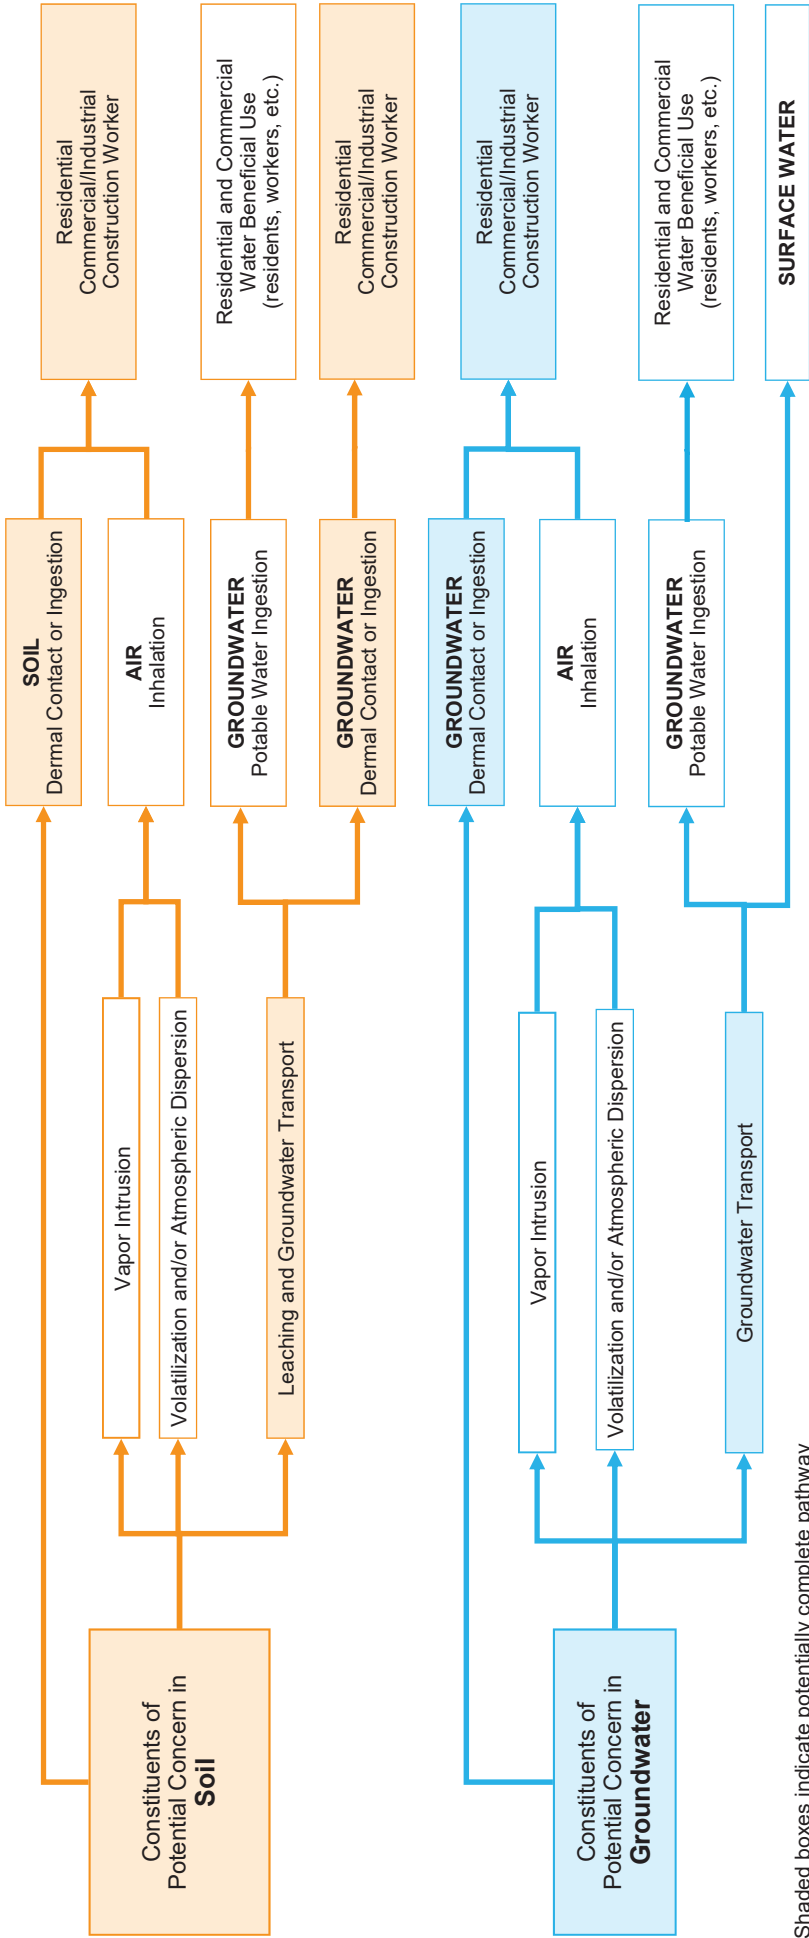 Constituents of
Potential Concern in
Soil
Vapor Intrusion
Volatilization and/or Atmospheric Dispersion
Leaching and Groundwater Transport
SOIL
Dermal Contact or Ingestion
AIR
Inhalation
GROUNDWATER
Potable Water Ingestion
GROUNDWATER
Dermal Contact or Ingestion
Residential
Commercial/Industrial
Construction Worker
Residential and Commercial
Water Beneficial Use
(residents, workers, etc.)
Residential
Commercial/Industrial
Construction Worker
Constituents of
Potential Concern in
Groundwater
Vapor Intrusion
Volatilization and/or Atmospheric Dispersion
Groundwater Transport
GROUNDWATER
Dermal Contact or Ingestion
AIR
Inhalation
GROUNDWATER
Potable Water Ingestion
Residential
Commercial/Industrial
Construction Worker
Residential and Commercial
Water Beneficial Use
(residents, workers, etc.)
SURFACE WATER
Shaded boxes indicate potentially complete pathway